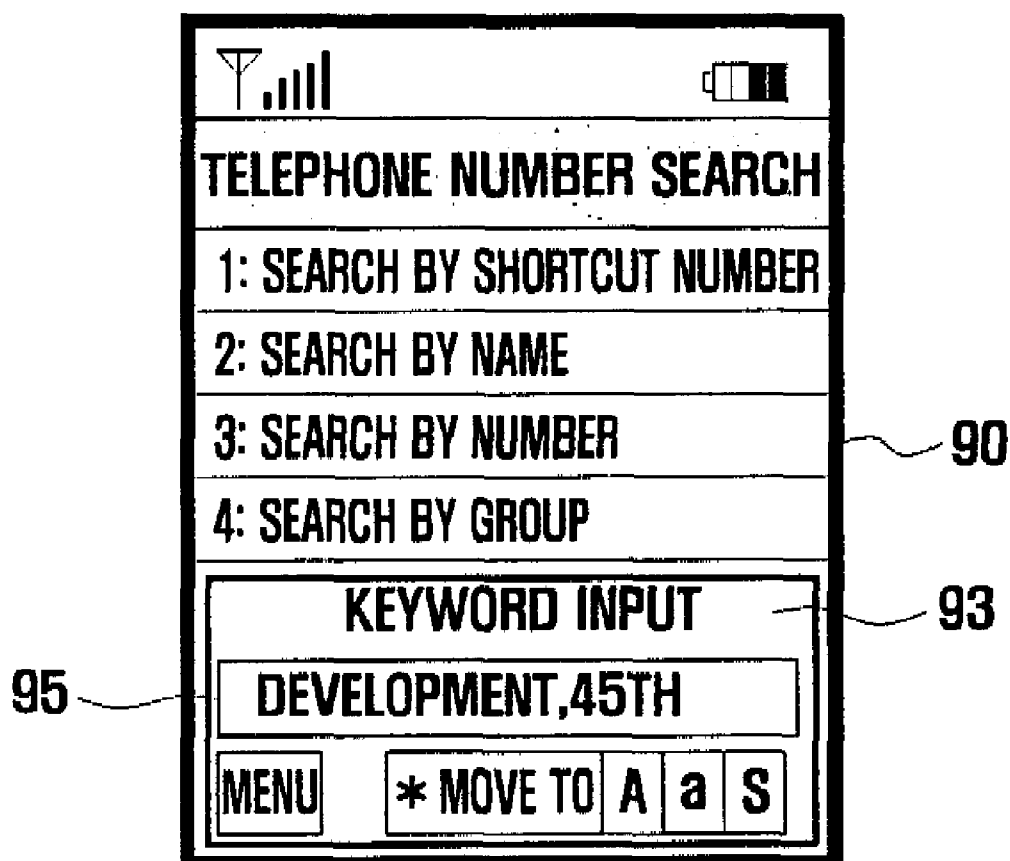 TELEPHONE NUMBER SEARCH
1: SEARCH BY SHORTCUT NUMBER
2: SEARCH BY NAME
3: SEARCH BY NUMBER
90
4: SEARCH BY GROUP
KEYWORD INPUT
93
95
DEVELOPMENT,45TH
MENU * MOVE TO A a S